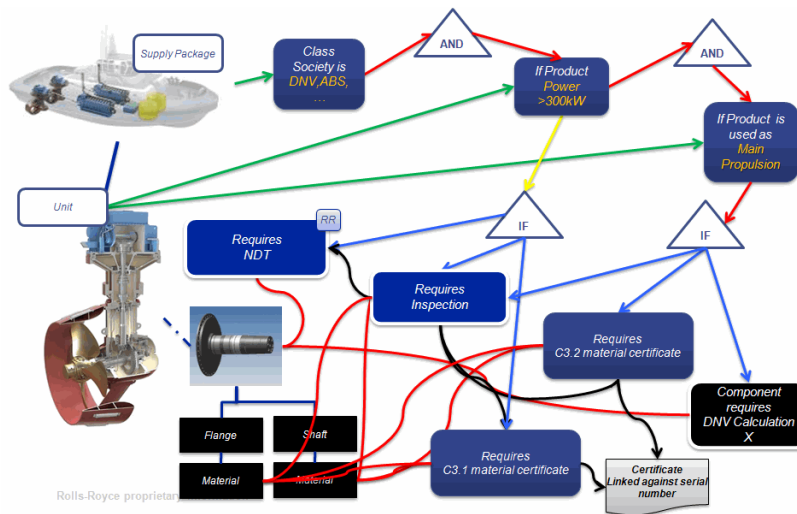 Supply Package
Class
Society is
DNV,ABS,
...
AND
AND
If Product
Power
>300kW
If Product is
used as
Main
Propulsion
Unit
RR
Requires
NDT
IF
IF
Requires
Inspection
Requires
C3.2 material certificate
Component
requires
DNV Calculation
X
Flange
Shaft
Material
Material
Requires
C3.1 material certificate
Certificate
Linked against serial
number
Rolls-Royce proprietary